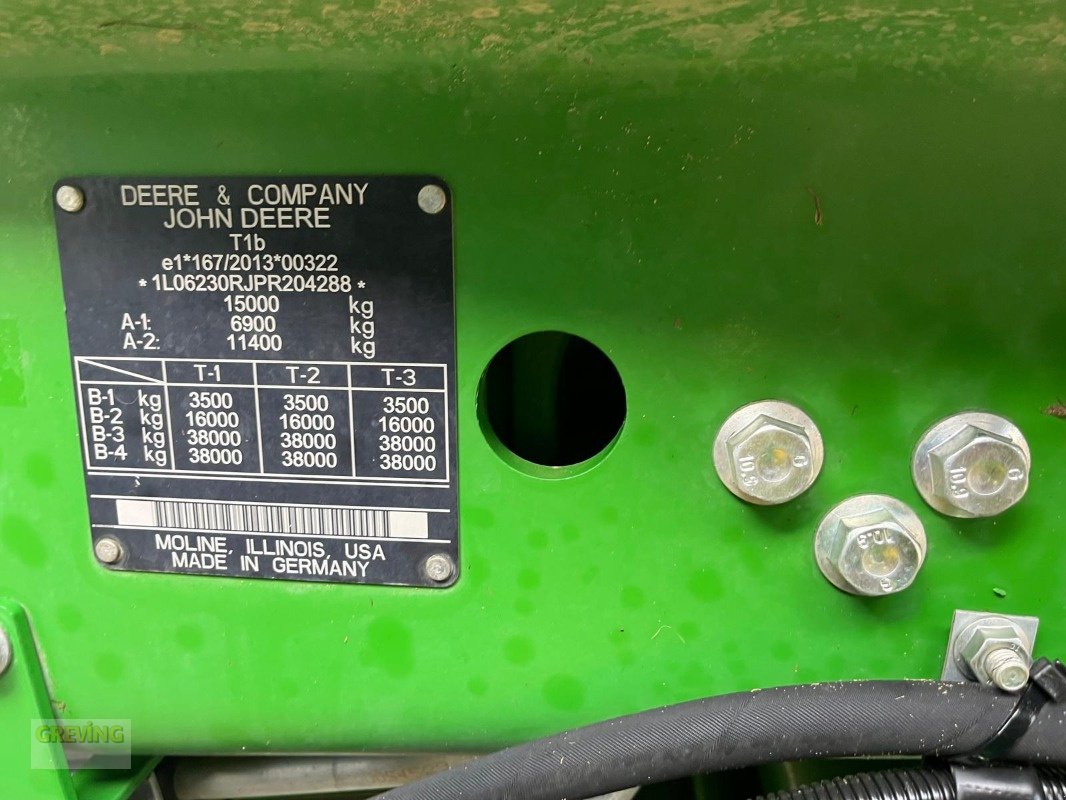 DEERE & COMPANY
JOHN DEERE
T1b
e1*167/2013*00322
*1L06230RJPR204288*
15000 kg
A-1: 6900 kg
A-2: 11400 kg
T-1 T-2 T-3
B-1 kg 3500 3500 3500
B-2 kg 16000 16000 16000
B-3 kg 38000 38000 38000
B-4 kg 38000 38000 38000
MOLINE, ILLINOIS, USA
MADE IN GERMANY
10.9
10.9
10.9
GREVING